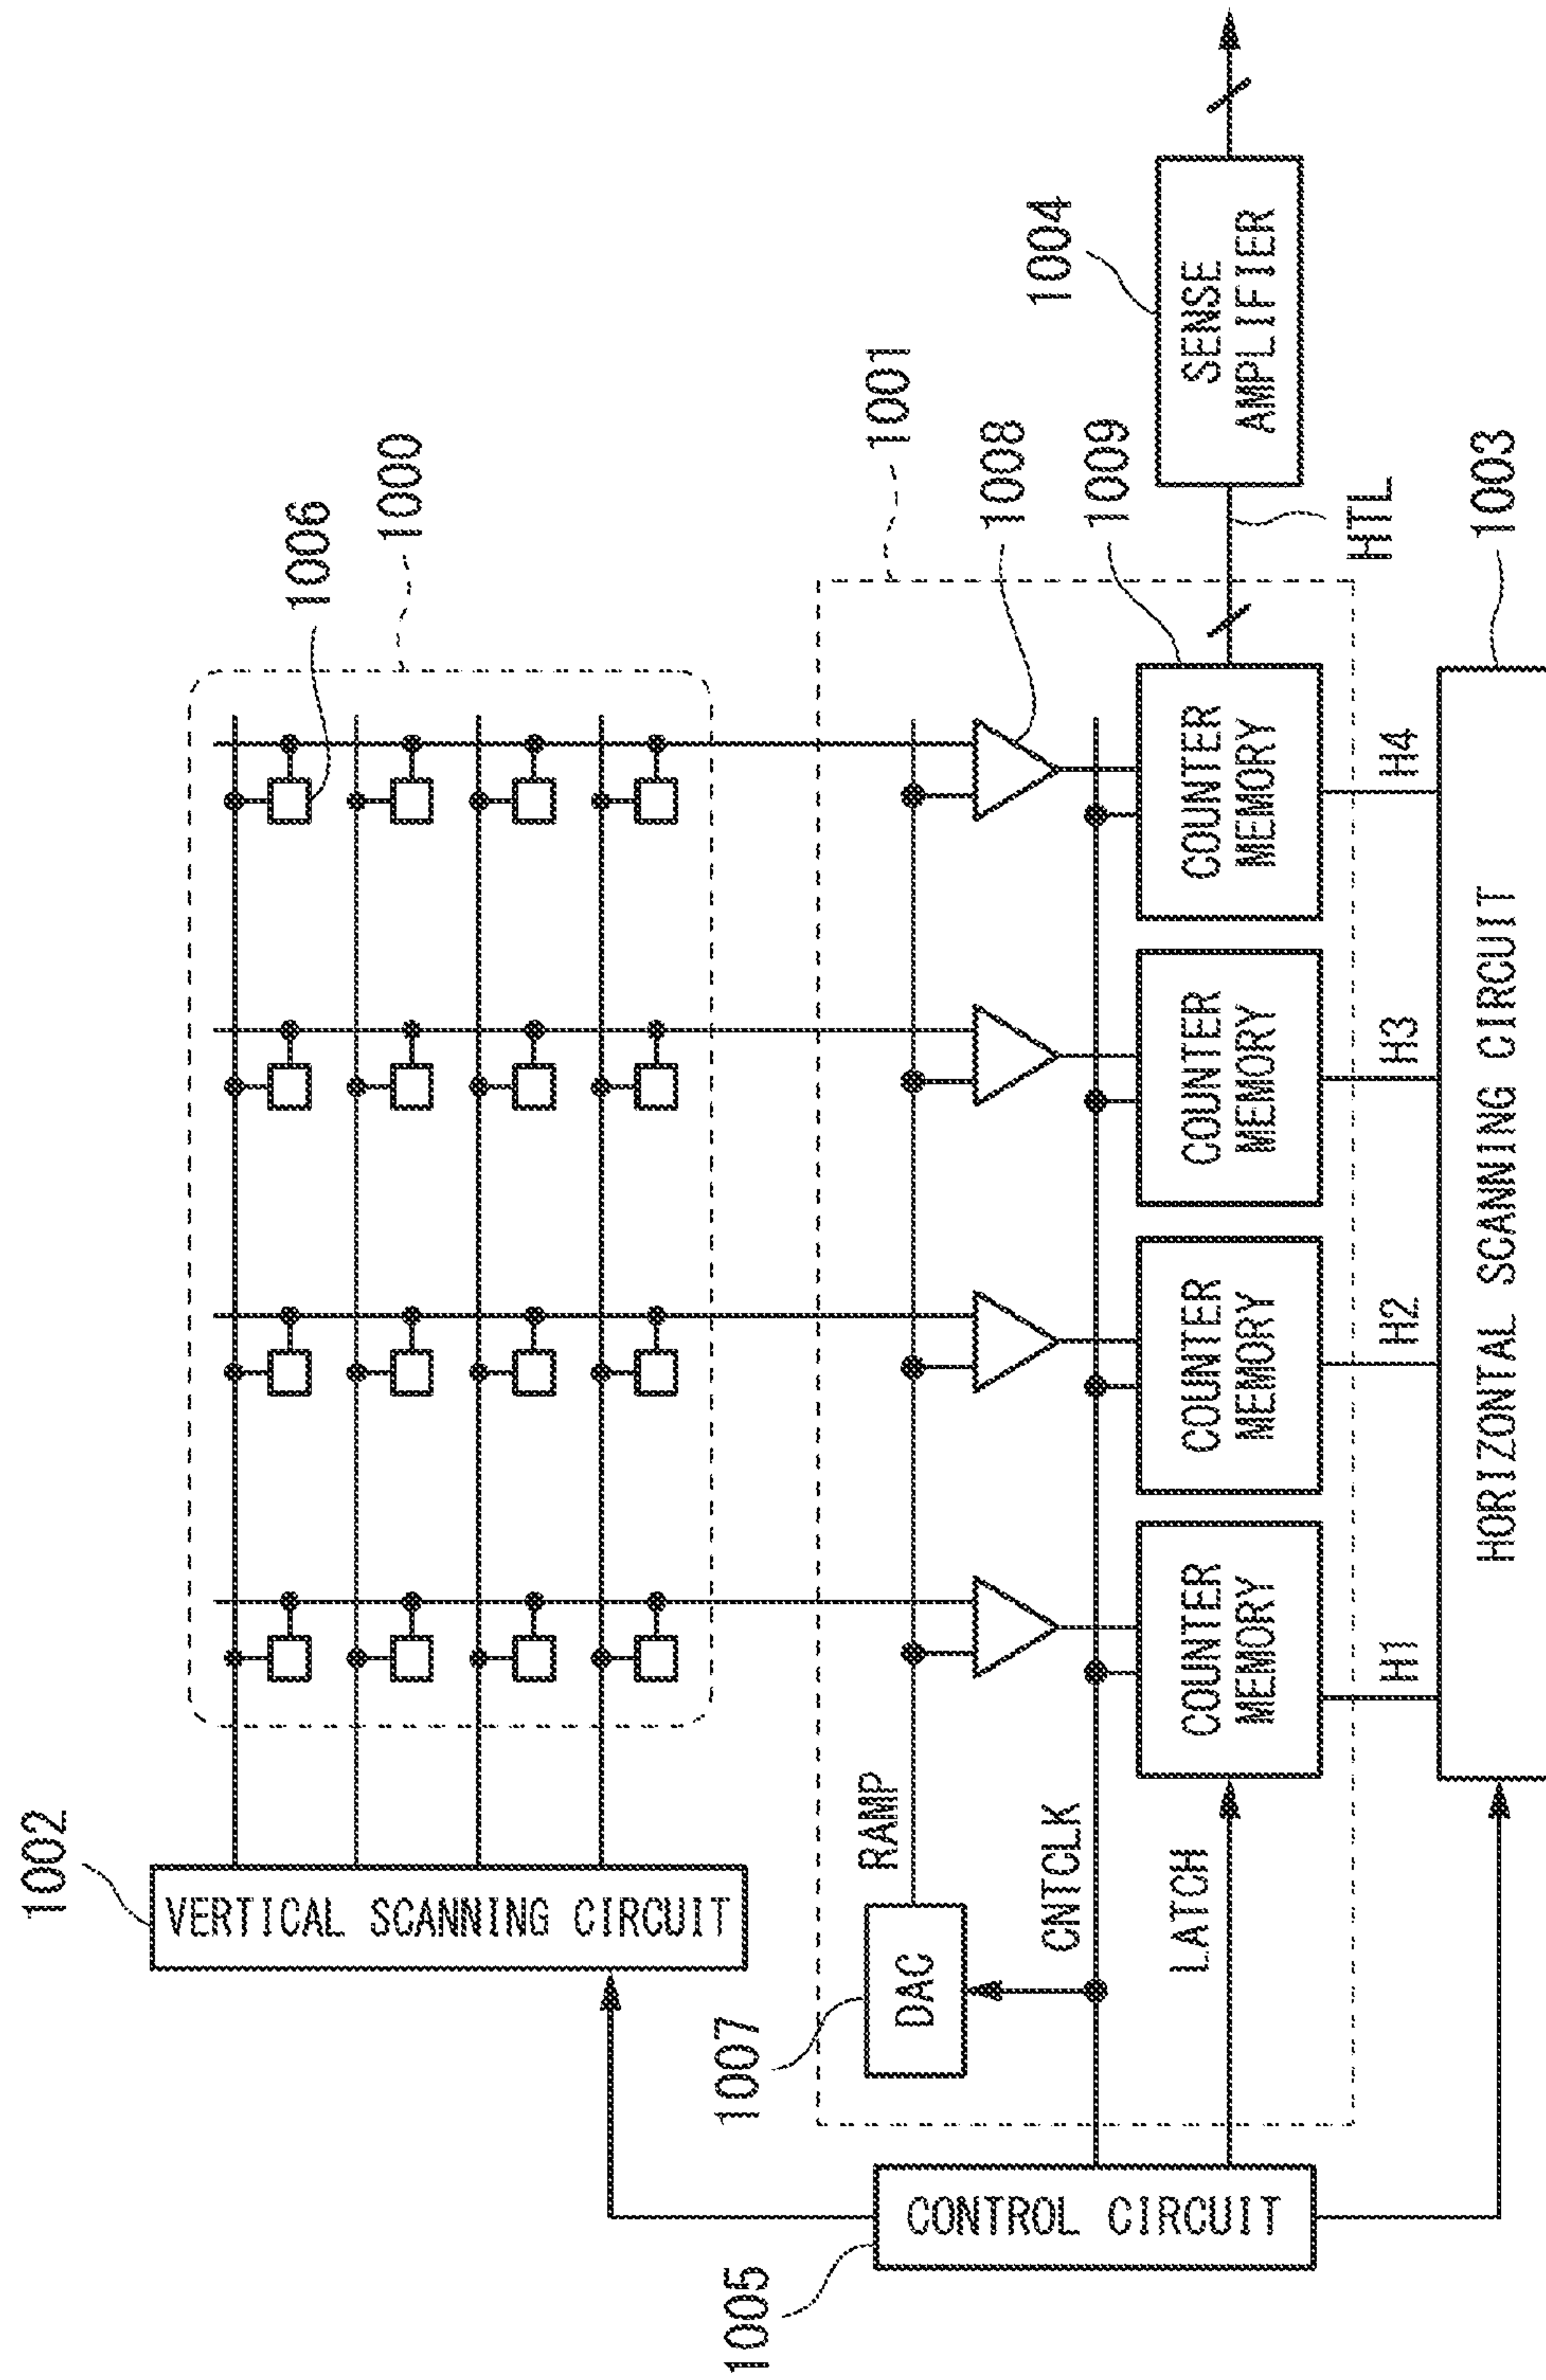 1002
VERTICAL SCANNING CIRCUIT
1006
1000
1001
1007
DAC
RAMP
1008
CNTCLK
1009
1004
1005
CONTROL CIRCUIT
LATCH
COUNTER
MEMORY
COUNTER
MEMORY
COUNTER
MEMORY
COUNTER
MEMORY
SENSE
AMPLIFIER
HTL
H1
H2
H3
H4
1003
HORIZONTAL SCANNING CIRCUIT